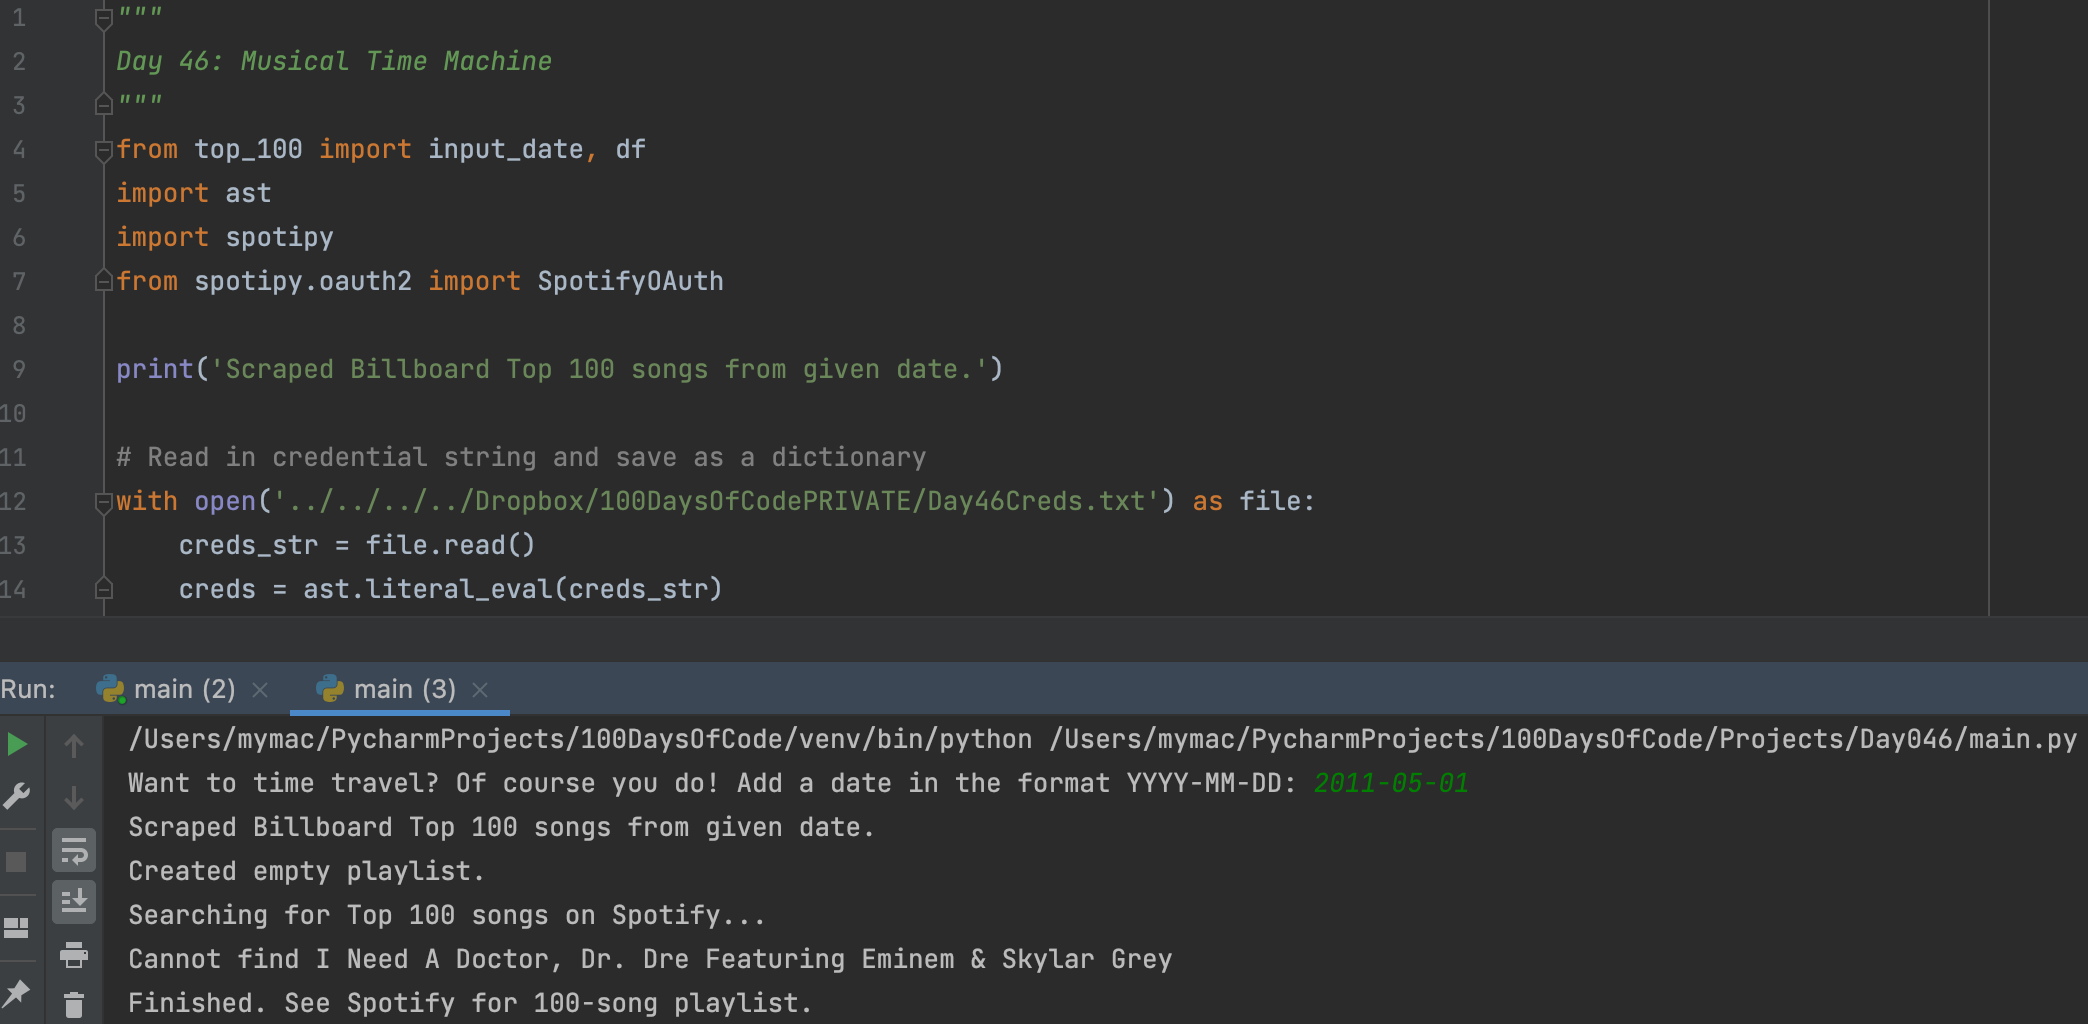 1 """
2 Day 46: Musical Time Machine
3 """
4 from top_100 import input_date, df
5 import ast
6 import spotipy
7 from spotipy.oauth2 import SpotifyOAuth
8
9 print('Scraped Billboard Top 100 songs from given date.')
10
11 # Read in credential string and save as a dictionary
12 with open('../../../../Dropbox/100DaysOfCodePRIVATE/Day46Creds.txt') as file:
13     creds_str = file.read()
14     creds = ast.literal_eval(creds_str)
Run: main (2) main (3)
/Users/mymac/PycharmProjects/100DaysOfCode/venv/bin/python /Users/mymac/PycharmProjects/100DaysOfCode/Projects/Day046/main.py
Want to time travel? Of course you do! Add a date in the format YYYY-MM-DD: 2011-05-01
Scraped Billboard Top 100 songs from given date.
Created empty playlist.
Searching for Top 100 songs on Spotify...
Cannot find I Need A Doctor, Dr. Dre Featuring Eminem & Skylar Grey
Finished. See Spotify for 100-song playlist.